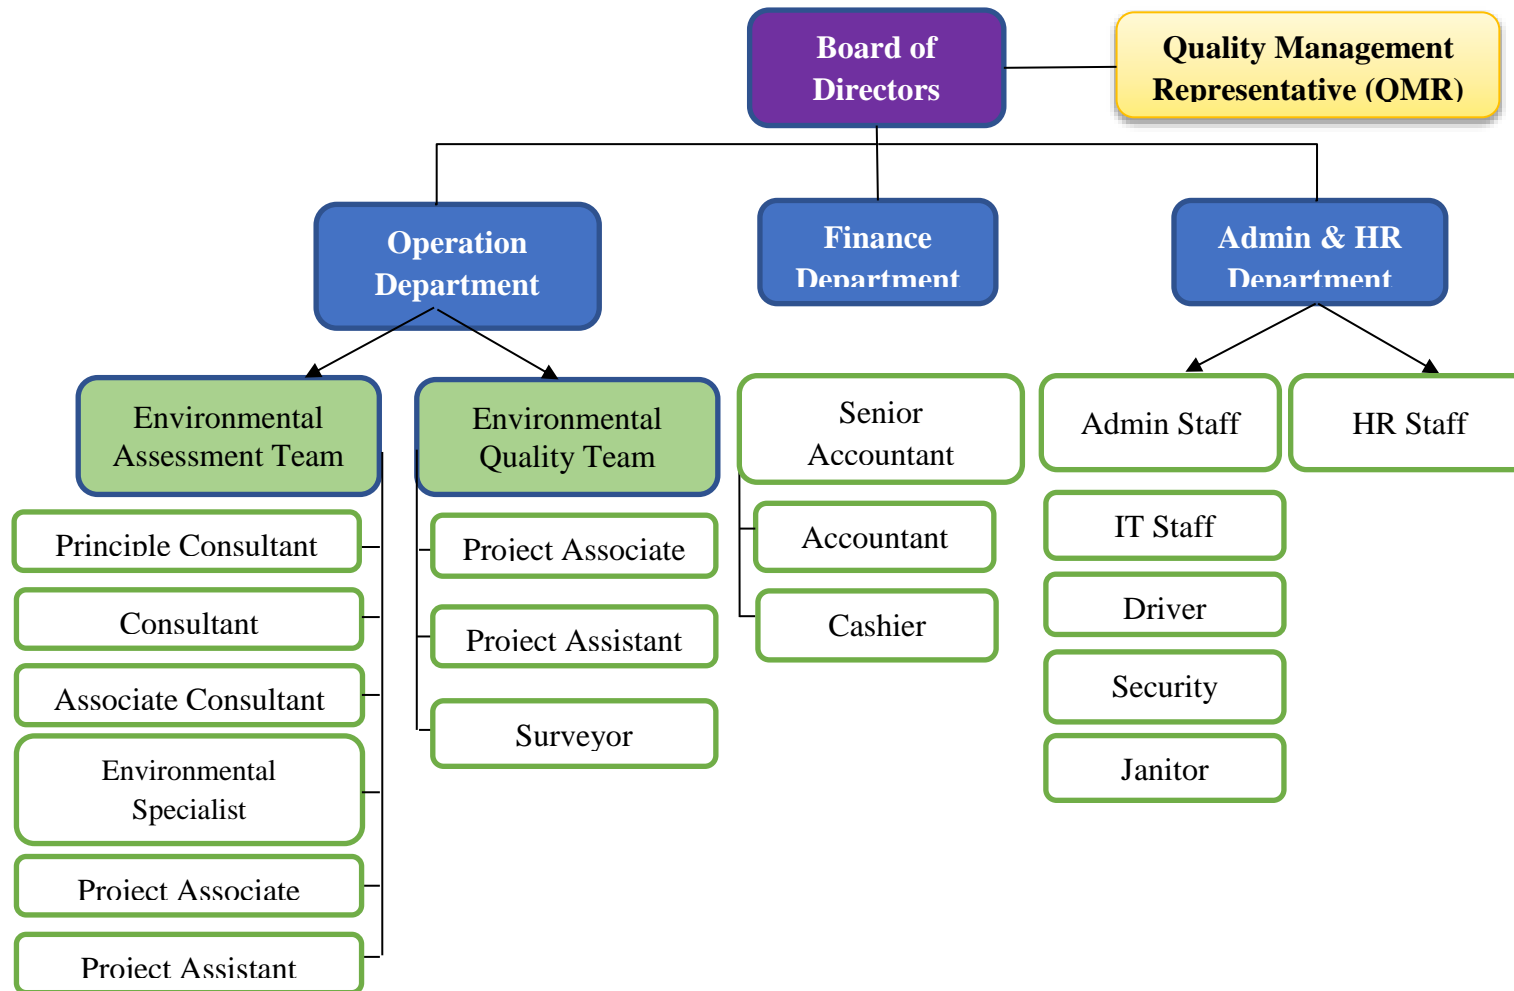 Board of
Directors
Quality Management
Representative (QMR)
Operation
Department
Finance
Department
Admin & HR
Department
Environmental
Assessment Team
Environmental
Quality Team
Senior
Accountant
Admin Staff
HR Staff
Principle Consultant
Consultant
Associate Consultant
Environmental
Specialist
Project Associate
Project Assistant
Project Associate
Project Assistant
Surveyor
Accountant
Cashier
IT Staff
Driver
Security
Janitor